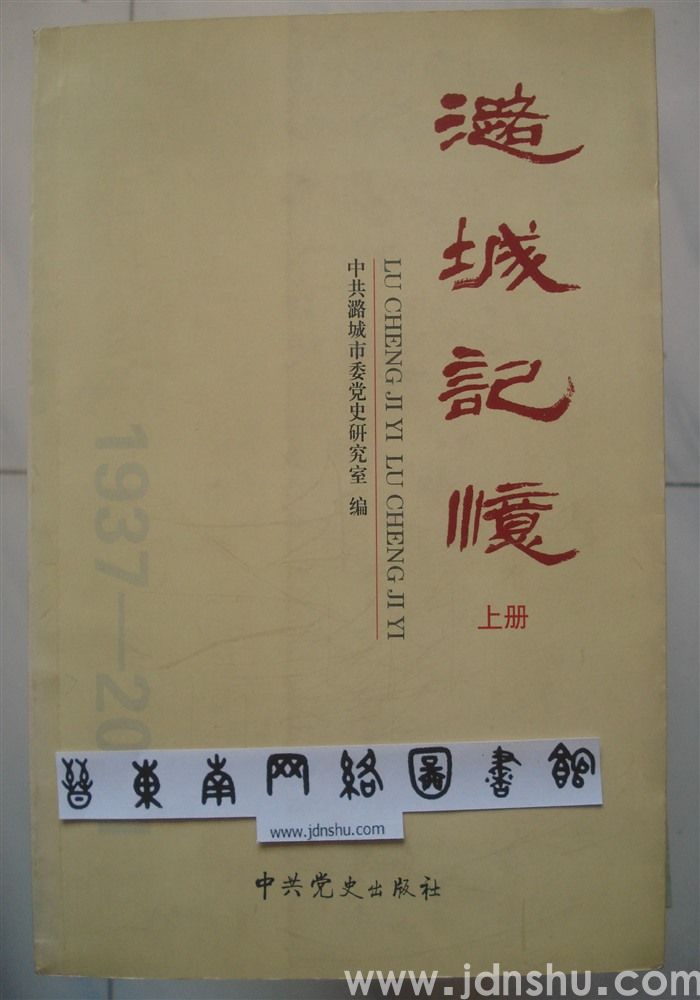 潞城記憶
上册
LU CHENG JI YI LU CHENG JI YI
中共潞城市委党史研究室 编
1937—20
晉東南网絡圖書館
www.jdnshu.com
中共党史出版社
www.jdnshu.com